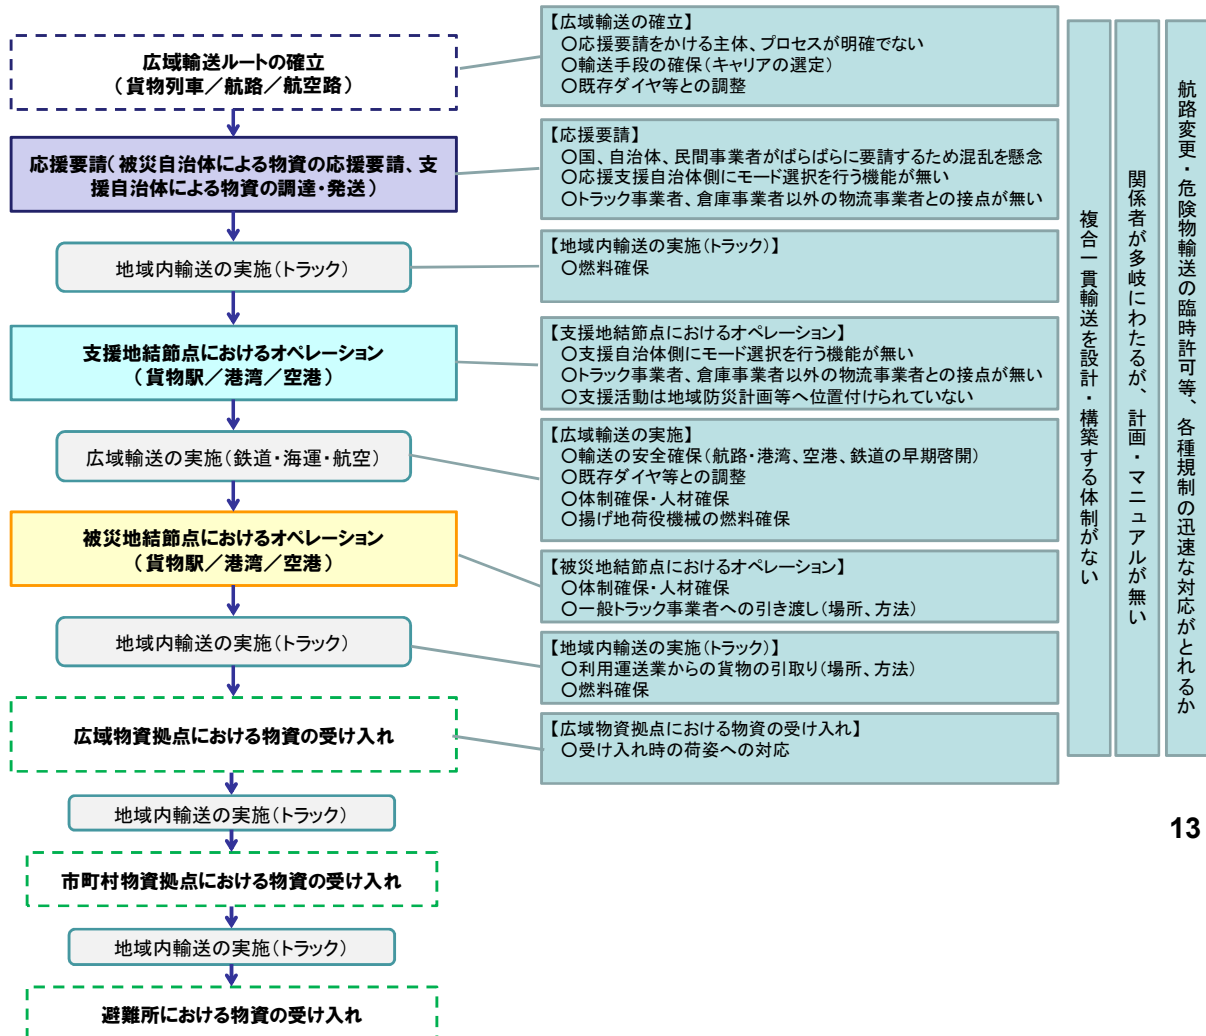 広域輸送ルートの確立
（貨物列車／航路／航空路）
応援要請（被災自治体による物資の応援要請、支
援自治体による物資の調達・発送）
地域内輸送の実施（トラック）
支援地結節点におけるオペレーション
（貨物駅／港湾／空港）
広域輸送の実施（鉄道・海運・航空）
被災地結節点におけるオペレーション
（貨物駅／港湾／空港）
地域内輸送の実施（トラック）
広域物資拠点における物資の受け入れ
地域内輸送の実施（トラック）
市町村物資拠点における物資の受け入れ
地域内輸送の実施（トラック）
避難所における物資の受け入れ
【広域輸送の確立】
○応援要請をかける主体、プロセスが明確でない
○輸送手段の確保（キャリアの選定）
○既存ダイヤ等との調整
【応援要請】
○国、自治体、民間事業者がばらばらに要請するため混乱を懸念
○応援支援自治体側にモード選択を行う機能が無い
○トラック事業者、倉庫事業者以外の物流事業者との接点が無い
【地域内輸送の実施（トラック）】
○燃料確保
【支援地結節点におけるオペレーション】
○支援自治体側にモード選択を行う機能が無い
○トラック事業者、倉庫事業者以外の物流事業者との接点が無い
○支援活動は地域防災計画等へ位置付けられていない
【広域輸送の実施】
○輸送の安全確保（航路・港湾、空港、鉄道の早期啓開）
○既存ダイヤ等との調整
○体制確保・人材確保
○揚げ地荷役機械の燃料確保
【被災地結節点におけるオペレーション】
○体制確保・人材確保
○一般トラック事業者への引き渡し（場所、方法）
【地域内輸送の実施（トラック）】
○利用運送業からの貨物の引取り（場所、方法）
○燃料確保
【広域物資拠点における物資の受け入れ】
○受け入れ時の荷姿への対応
複合一貫輸送を設計・構築する体制がない
関係者が多岐にわたるが、計画・マニュアルが無い
航路変更・危険物輸送の臨時許可等、各種規制の迅速な対応がとれるか
13